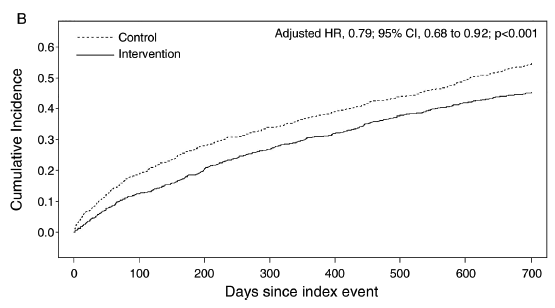 B
Control
Intervention
Adjusted HR, 0.79; 95% CI, 0.68 to 0.92; p<0.001
Cumulative Incidence
0.6
0.5
0.4
0.3
0.2
0.1
0.0
0 100 200 300 400 500 600 700
Days since index event